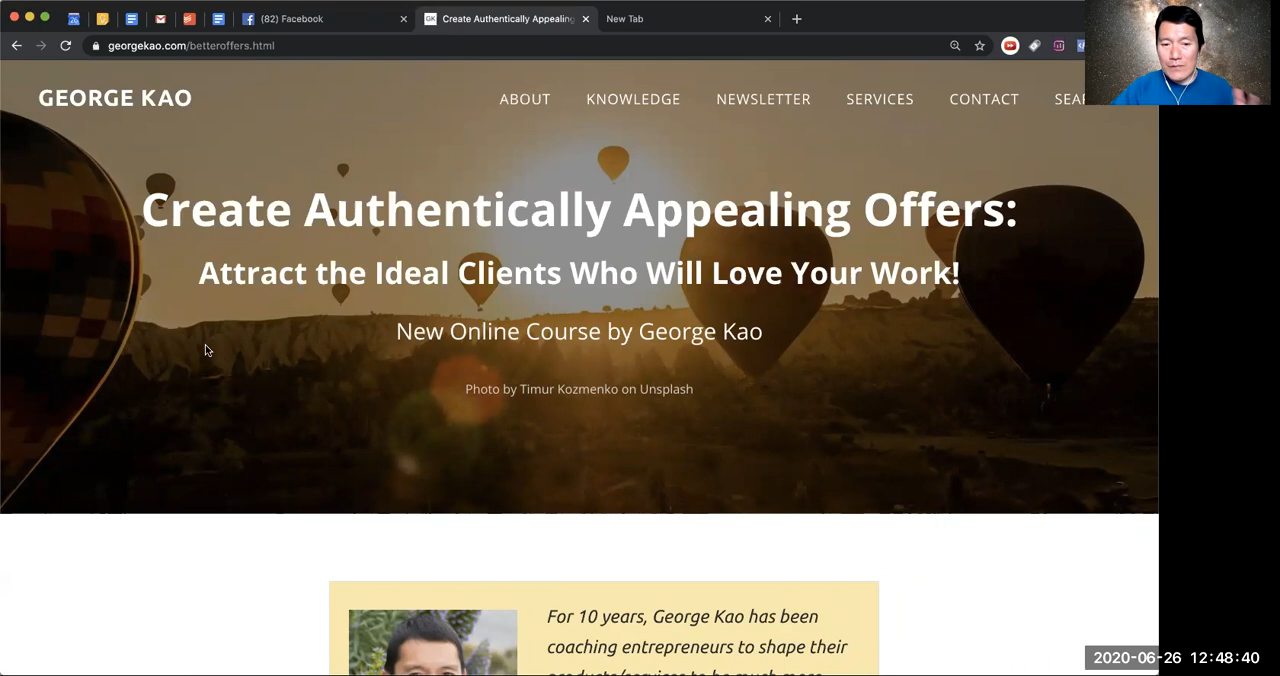 (82) Facebook
Create Authentically Appealing
New Tab
georgekao.com/betteroffers.html
GEORGE KAO
ABOUT KNOWLEDGE NEWSLETTER SERVICES CONTACT
Create Authentically Appealing Offers:
Attract the Ideal Clients Who Will Love Your Work!
New Online Course by George Kao
Photo by Timur Kozmenko on Unsplash
For 10 years, George Kao has been
coaching entrepreneurs to shape their
2020-06-26 12:48:40